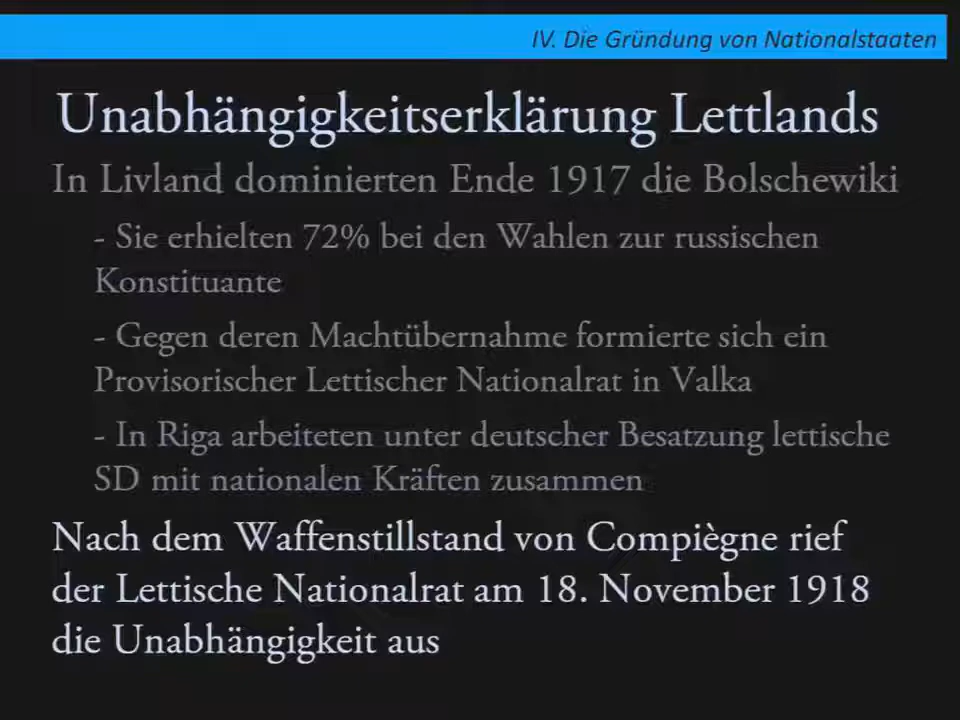 IV. Die Gründung von Nationalstaaten
Unabhängigkeitserklärung Lettlands
In Livland dominierten Ende 1917 die Bolschewiki
- Sie erhielten 72% bei den Wahlen zur russischen
Konstituante
- Gegen deren Machtübernahme formierte sich ein
Provisorischer Lettischer Nationalrat in Valka
- In Riga arbeiteten unter deutscher Besatzung lettische
SD mit nationalen Kräften zusammen
Nach dem Waffenstillstand von Compiègne rief
der Lettische Nationalrat am 18. November 1918
die Unabhängigkeit aus